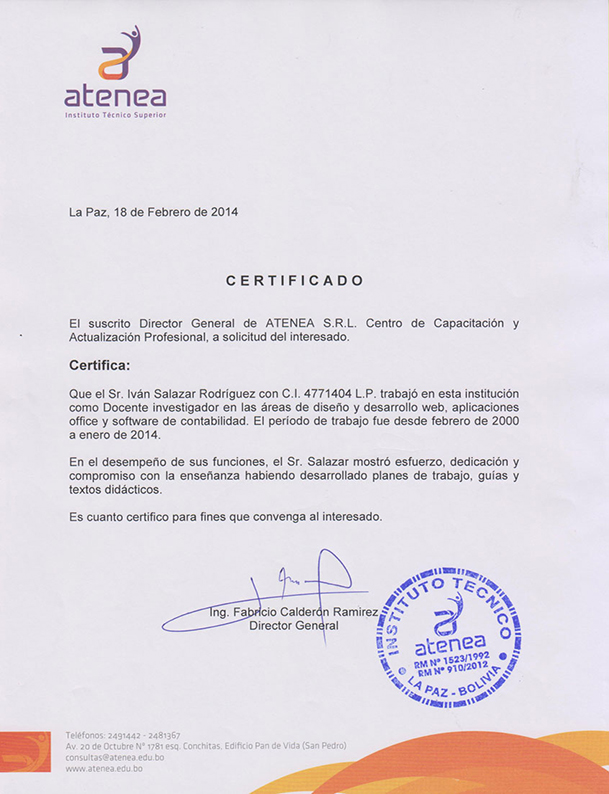 atenea
Instituto Técnico Superior
La Paz, 18 de Febrero de 2014
CERTIFICADO
El suscrito Director General de ATENEA S.R.L. Centro de Capacitación y
Actualización Profesional, a solicitud del interesado.
Certifica:
Que el Sr. Iván Salazar Rodríguez con C.I. 4771404 L.P. trabajó en esta institución
como Docente investigador en las áreas de diseño y desarrollo web, aplicaciones
office y software de contabilidad. El período de trabajo fue desde febrero de 2000
a enero de 2014.
En el desempeño de sus funciones, el Sr. Salazar mostró esfuerzo, dedicación y
compromiso con la enseñanza habiendo desarrollado planes de trabajo, guías y
textos didácticos.
Es cuanto certifico para fines que convenga al interesado.
Ing. Fabricio Calderón Ramirez
Director General
INSTITUTO TECNICO
atenea
RM Nº 1523/1992
RM Nº 910/2012
LA PAZ - BOLIVIA
Teléfonos: 2491442 - 2481367
Av. 20 de Octubre Nº 1781 esq. Conchitas, Edificio Pan de Vida (San Pedro)
consultas@atenea.edu.bo
www.atenea.edu.bo